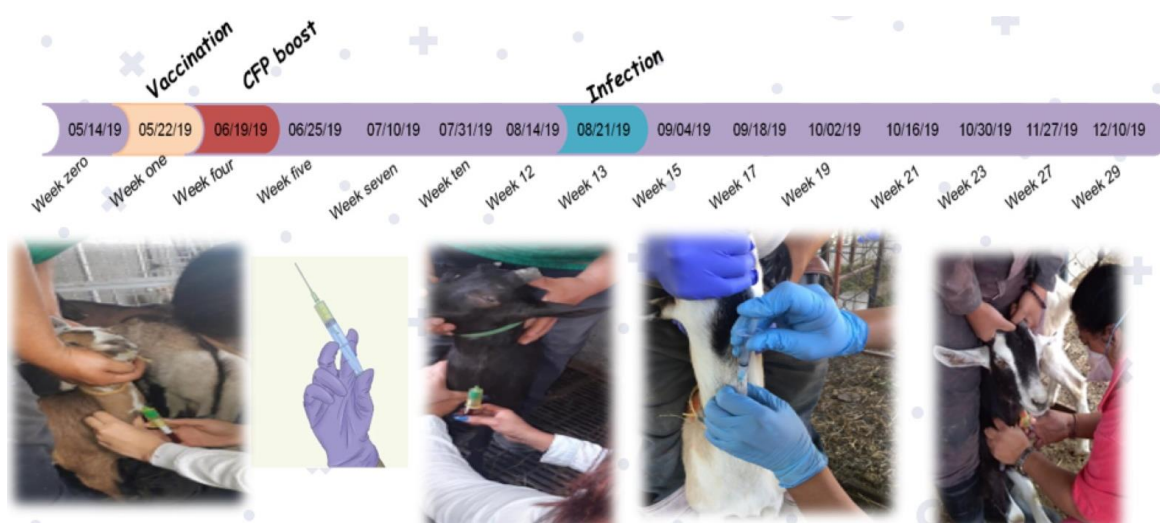 Vaccination
CFP boost
Infection
05/14/19 05/22/19 06/19/19 06/25/19 07/10/19 07/31/19 08/14/19 08/21/19 09/04/19 09/18/19 10/02/19 10/16/19 10/30/19 11/27/19 12/10/19
Week zero Week one Week four Week five Week seven Week ten Week 12 Week 13 Week 15 Week 17 Week 19 Week 21 Week 23 Week 27 Week 29